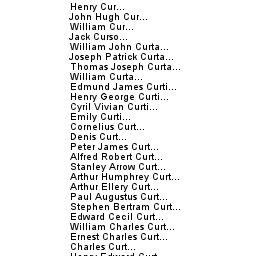 Henry Cur...
John Hugh Cur...
William Cur...
Jack Curso...
William John Curta...
Joseph Patrick Curta...
Thomas Joseph Curta...
William Curta...
Edmund James Curti...
Henry George Curti...
Cyril Vivian Curti...
Emily Curti...
Cornelius Curt...
Denis Curt...
Peter James Curt...
Alfred Robert Curt...
Stanley Arrow Curt...
Arthur Humphrey Curt...
Arthur Ellery Curt...
Paul Augustus Curt...
Stephen Bertram Curt...
Edward Cecil Curt...
William Charles Curt...
Ernest Charles Curt...
Charles Curt...
Henry Edward Curt...